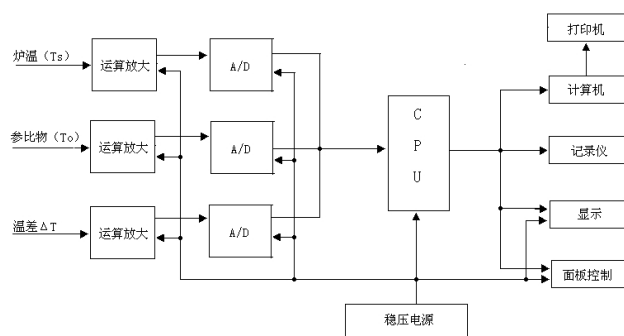 打印机
炉温（Ts）
运算放大
A/D
计算机
C
P
U
参比物（To）
运算放大
A/D
记录仪
温差ΔT
运算放大
A/D
显示
面板控制
稳压电源